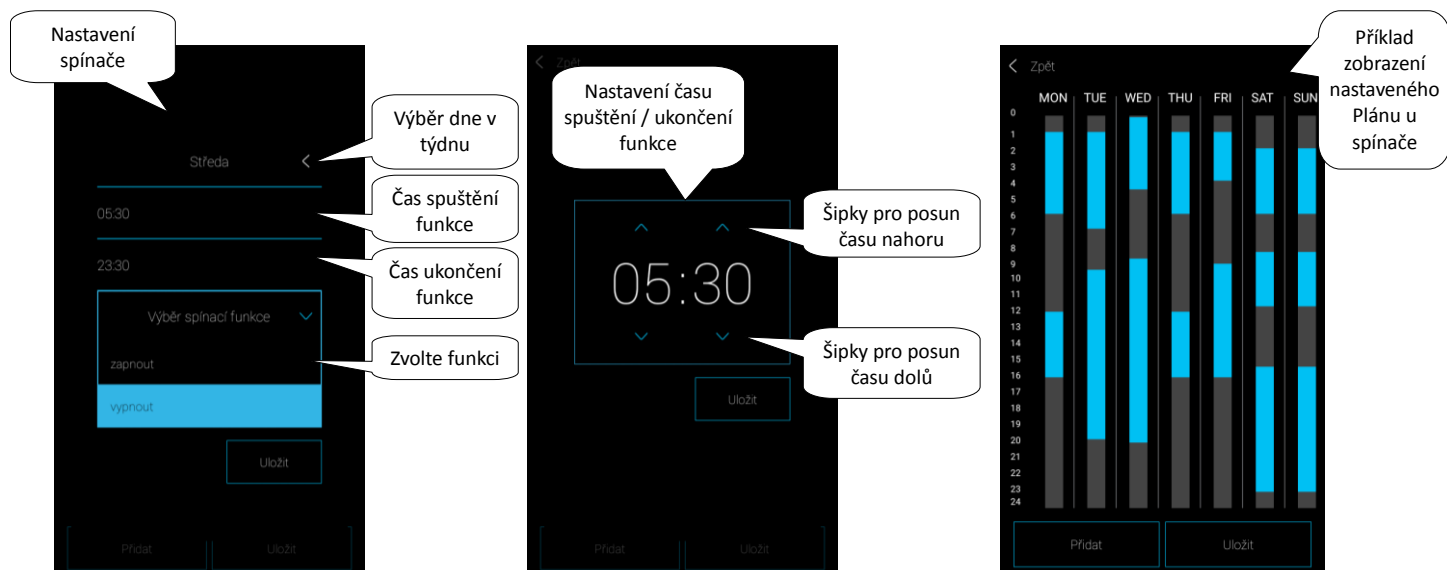 Nastavení
spínače
Středa
05:30
23:30
Výběr spínací funkce
zapnout
vypnout
Uložit
Přidat
Uložit
Výběr dne v
týdnu
Čas spuštění
funkce
Čas ukončení
funkce
Zvolte funkci
Zpět
Nastavení času
spuštění / ukončení
funkce
05:30
Uložit
Přidat
Uložit
Šipky pro posun
času nahoru
Šipky pro posun
času dolů
Zpět
MON TUE WED THU FRI SAT SUN
0
1
2
3
4
5
6
7
8
9
10
11
12
13
14
15
16
17
18
19
20
21
22
23
24
Přidat
Uložit
Příklad
zobrazení
nastaveného
Plánu u
spínače